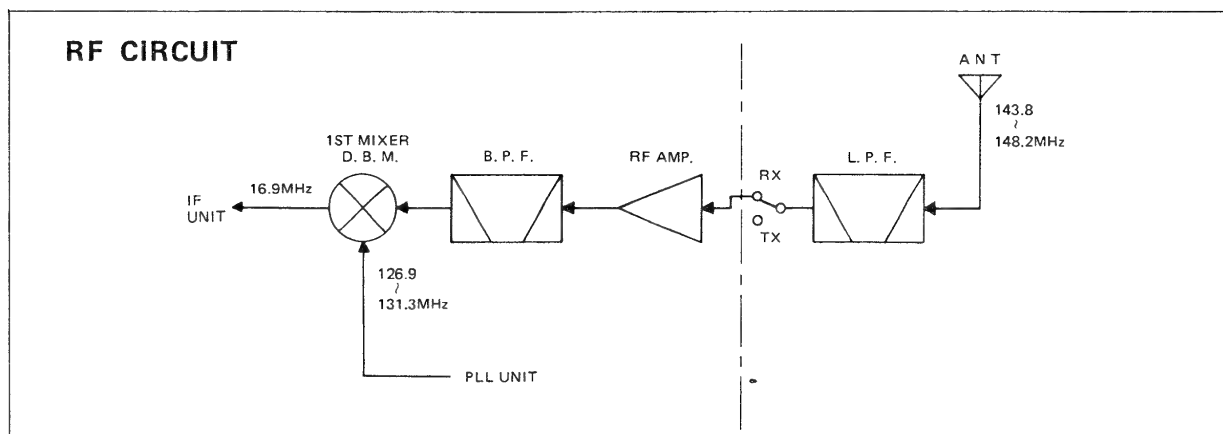 RF CIRCUIT
ANT
143.8
~
148.2MHz
1ST MIXER
D. B. M.
B. P. F.
RF AMP.
RX
L. P. F.
16.9MHz
IF
UNIT
TX
126.9
~
131.3MHz
PLL UNIT